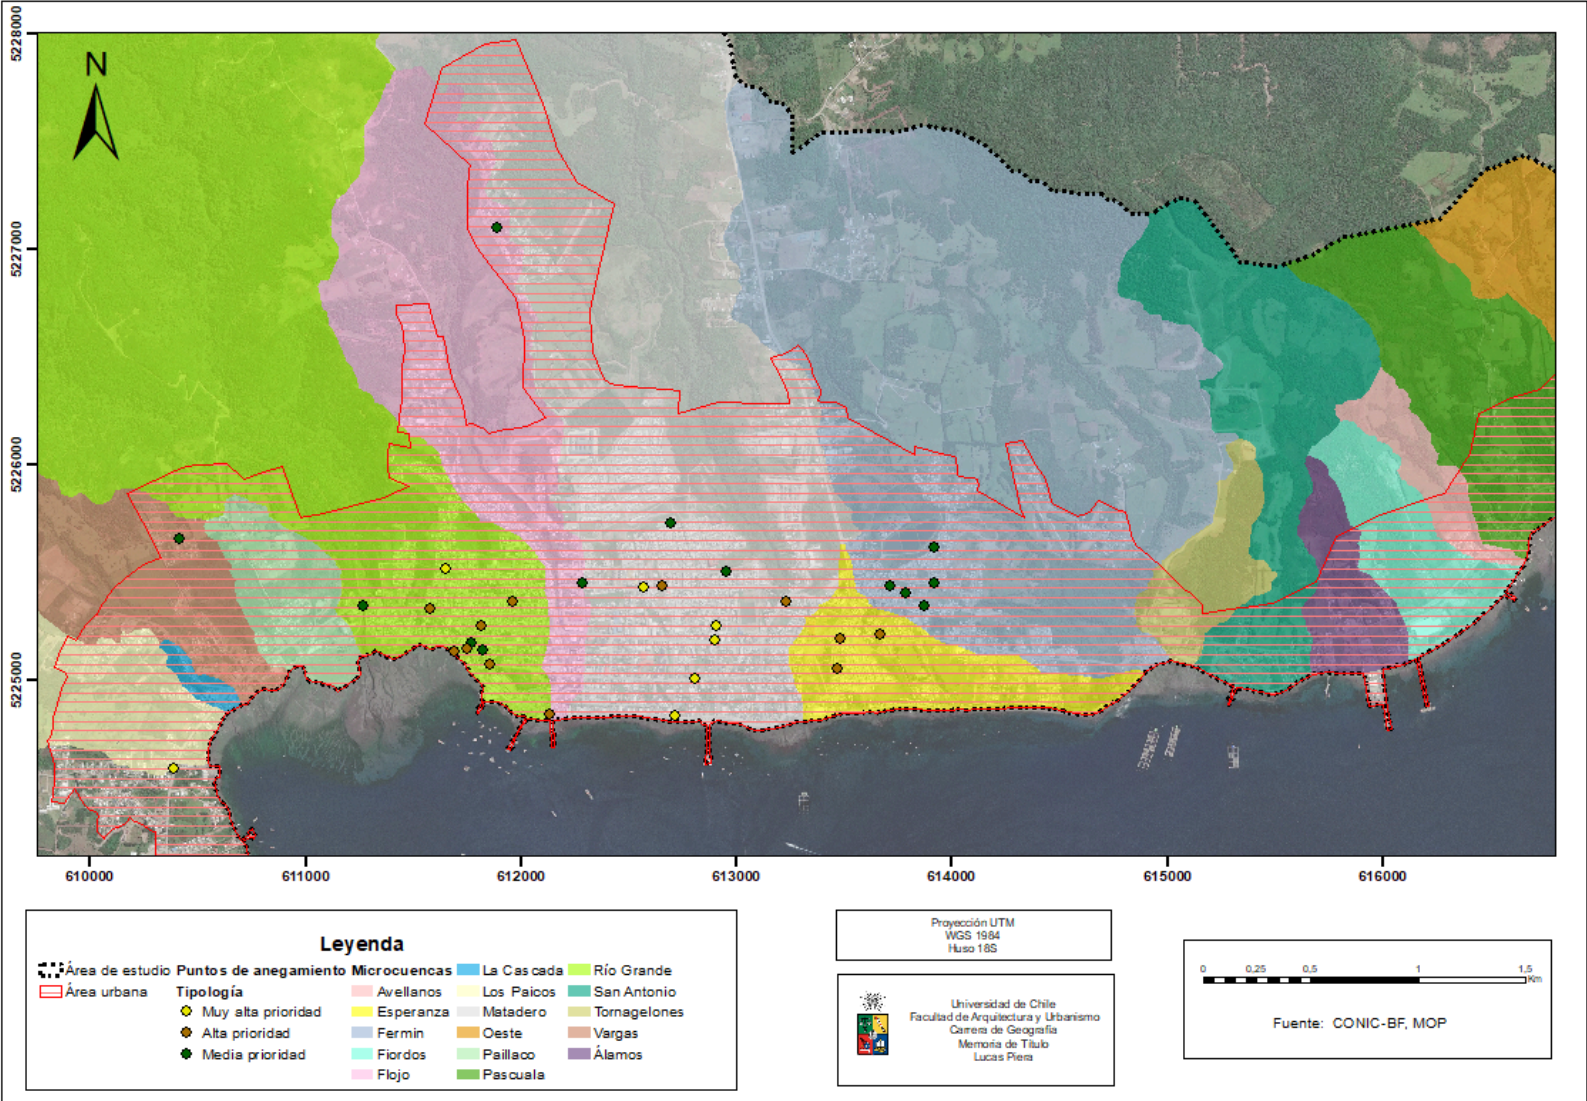 5228000
N
5227000
5226000
5225000
610000
611000
612000
613000
614000
615000
616000
Leyenda
Área de estudio
Área urbana
Puntos de anegamiento
Tipología
Muy alta prioridad
Alta prioridad
Media prioridad
Microcuencas
Avellanos
Esperanza
Fermin
Fiordos
Flojo
La Cascada
Los Paicos
Matadero
Oeste
Paillaco
Pascuala
Río Grande
San Antonio
Tornagelones
Vargas
Álamos
Proyección UTM
WGS 1984
Huso 18S
Universidad de Chile
Facultad de Arquitectura y Urbanismo
Carrera de Geografía
Memoria de Título
Lucas Piera
0 0,25 0,5 1 1,5
Km
Fuente: CONIC-BF, MOP